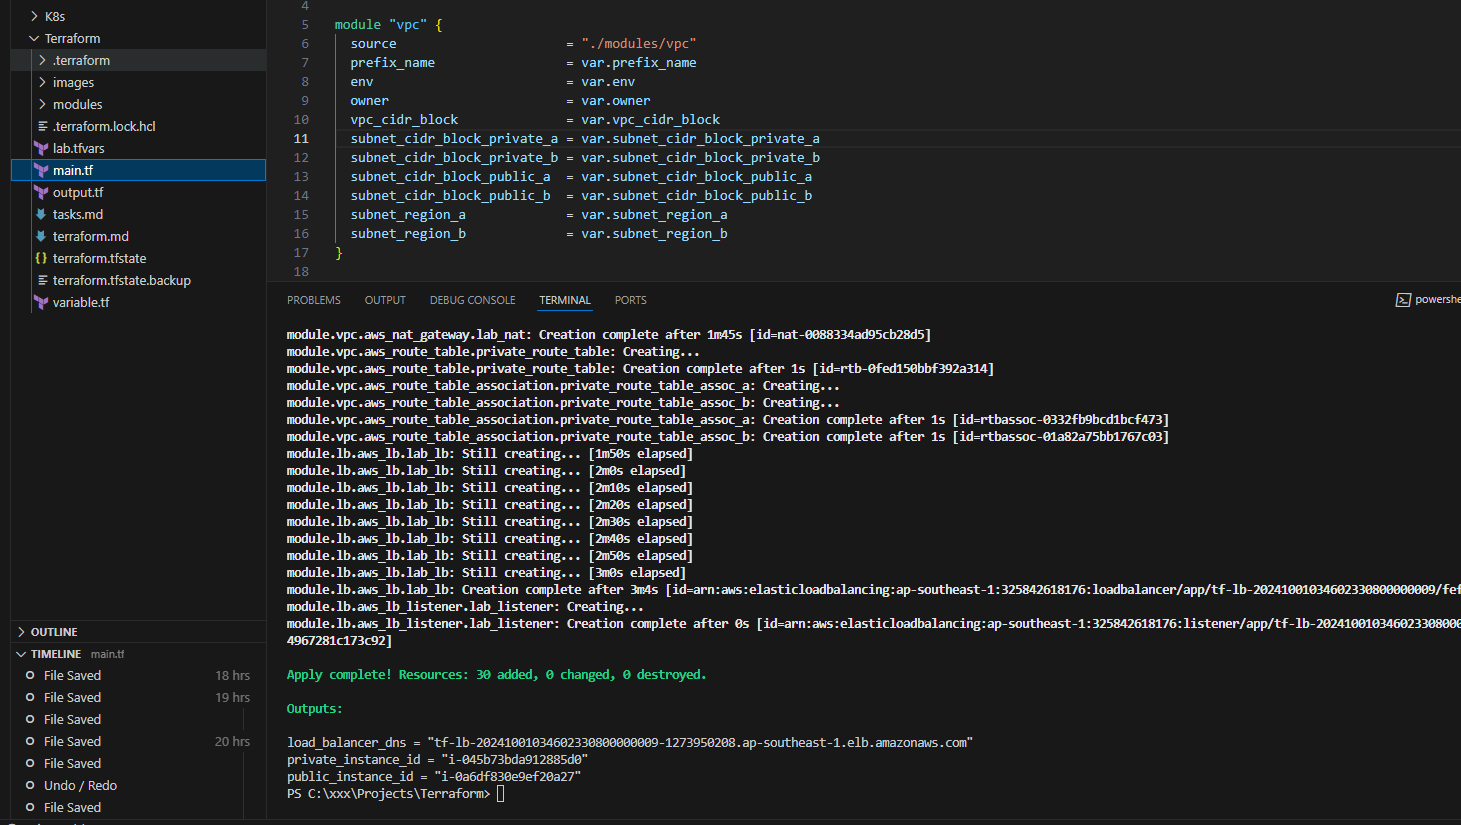 K8s
Terraform
.terraform
images
modules
.terraform.lock.hcl
lab.tfvars
main.tf
output.tf
tasks.md
terraform.md
terraform.tfstate
terraform.tfstate.backup
variable.tf
OUTLINE
TIMELINE main.tf
File Saved 18 hrs
File Saved 19 hrs
File Saved
File Saved 20 hrs
File Saved
Undo / Redo
File Saved
4
5 module "vpc" {
6 source = "./modules/vpc"
7 prefix_name = var.prefix_name
8 env = var.env
9 owner = var.owner
10 vpc_cidr_block = var.vpc_cidr_block
11 subnet_cidr_block_private_a = var.subnet_cidr_block_private_a
12 subnet_cidr_block_private_b = var.subnet_cidr_block_private_b
13 subnet_cidr_block_public_a = var.subnet_cidr_block_public_a
14 subnet_cidr_block_public_b = var.subnet_cidr_block_public_b
15 subnet_region_a = var.subnet_region_a
16 subnet_region_b = var.subnet_region_b
17 }
18
PROBLEMS OUTPUT DEBUG CONSOLE TERMINAL PORTS powershe
module.vpc.aws_nat_gateway.lab_nat: Creation complete after 1m45s [id=nat-0088334ad95cb28d5]
module.vpc.aws_route_table.private_route_table: Creating...
module.vpc.aws_route_table.private_route_table: Creation complete after 1s [id=rtb-0fed150bbf392a314]
module.vpc.aws_route_table_association.private_route_table_assoc_a: Creating...
module.vpc.aws_route_table_association.private_route_table_assoc_b: Creating...
module.vpc.aws_route_table_association.private_route_table_assoc_a: Creation complete after 1s [id=rtbassoc-0332fb9bcd1bcf473]
module.vpc.aws_route_table_association.private_route_table_assoc_b: Creation complete after 1s [id=rtbassoc-01a82a75bb1767c03]
module.lb.aws_lb.lab_lb: Still creating... [1m50s elapsed]
module.lb.aws_lb.lab_lb: Still creating... [2m0s elapsed]
module.lb.aws_lb.lab_lb: Still creating... [2m10s elapsed]
module.lb.aws_lb.lab_lb: Still creating... [2m20s elapsed]
module.lb.aws_lb.lab_lb: Still creating... [2m30s elapsed]
module.lb.aws_lb.lab_lb: Still creating... [2m40s elapsed]
module.lb.aws_lb.lab_lb: Still creating... [2m50s elapsed]
module.lb.aws_lb.lab_lb: Still creating... [3m0s elapsed]
module.lb.aws_lb.lab_lb: Creation complete after 3m4s [id=arn:aws:elasticloadbalancing:ap-southeast-1:325842618176:loadbalancer/app/tf-lb-20241001034602330800000009/fef
module.lb.aws_lb_listener.lab_listener: Creating...
module.lb.aws_lb_listener.lab_listener: Creation complete after 0s [id=arn:aws:elasticloadbalancing:ap-southeast-1:325842618176:listener/app/tf-lb-2024100103460233080000
4967281c173c92]
Apply complete! Resources: 30 added, 0 changed, 0 destroyed.
Outputs:
load_balancer_dns = "tf-lb-20241001034602330800000009-1273950208.ap-southeast-1.elb.amazonaws.com"
private_instance_id = "i-045b73bda912885d0"
public_instance_id = "i-0a6df830e9ef20a27"
PS C:\xxx\Projects\Terraform>